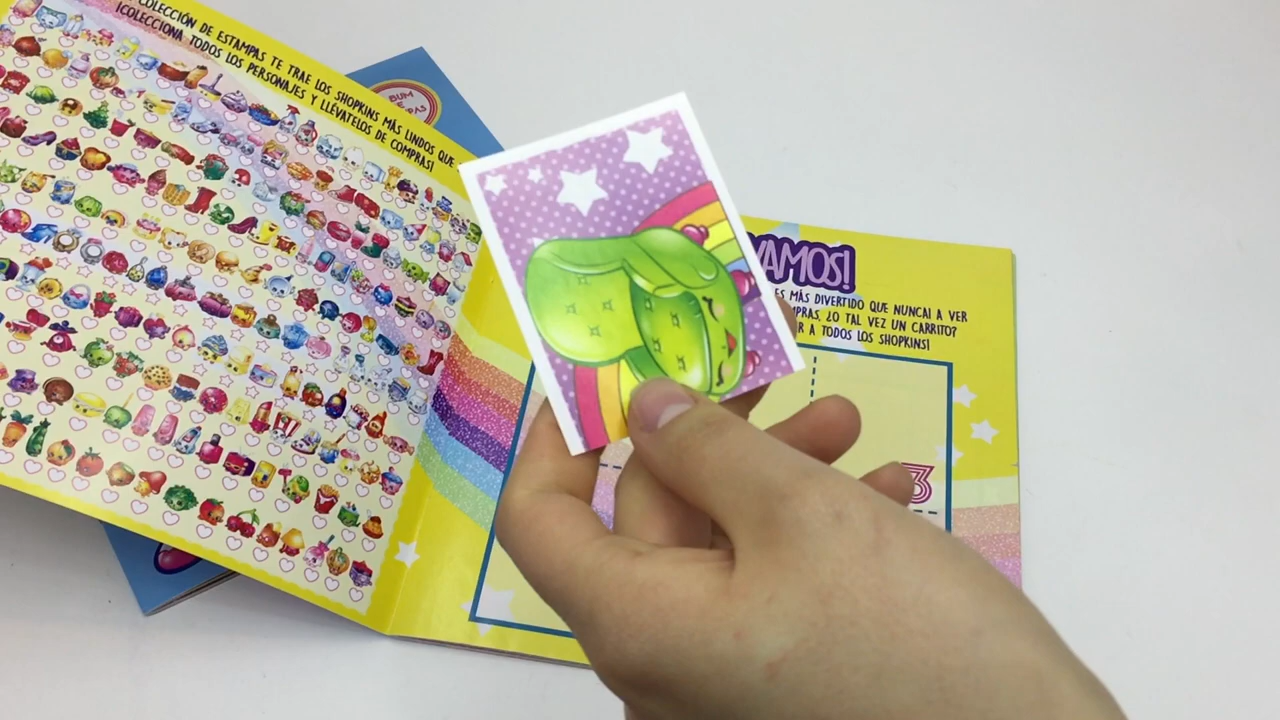 COLECCIÓN DE ESTAMPAS TE TRAE LOS SHOPKINS MÁS LINDOS QUE
¡COLECCIONA TODOS LOS PERSONAJES Y LLÉVATELOS DE COMPRAS!
VAMOS!
ES MÁS DIVERTIDO QUE NUNCA! A VER
¿O TAL VEZ UN CARRITO?
A TODOS LOS SHOPKINS!
3